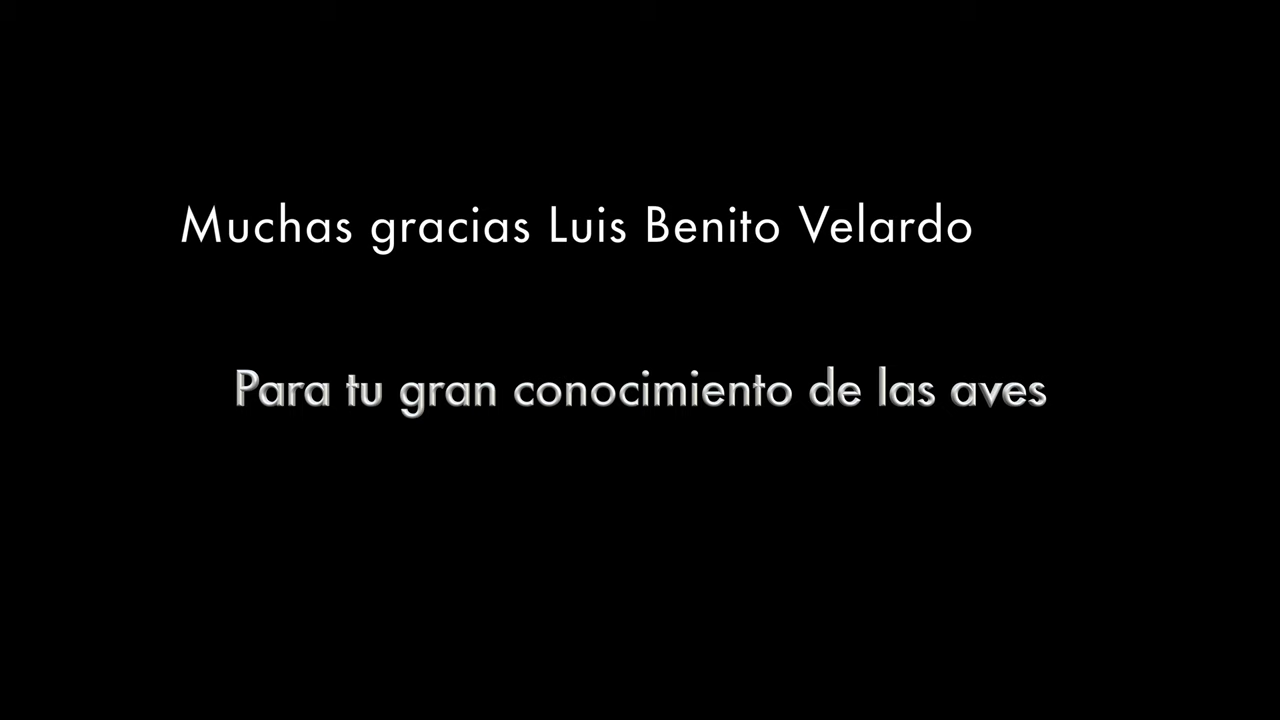 Muchas gracias Luis Benito Velardo
Para tu gran conocimiento de las aves